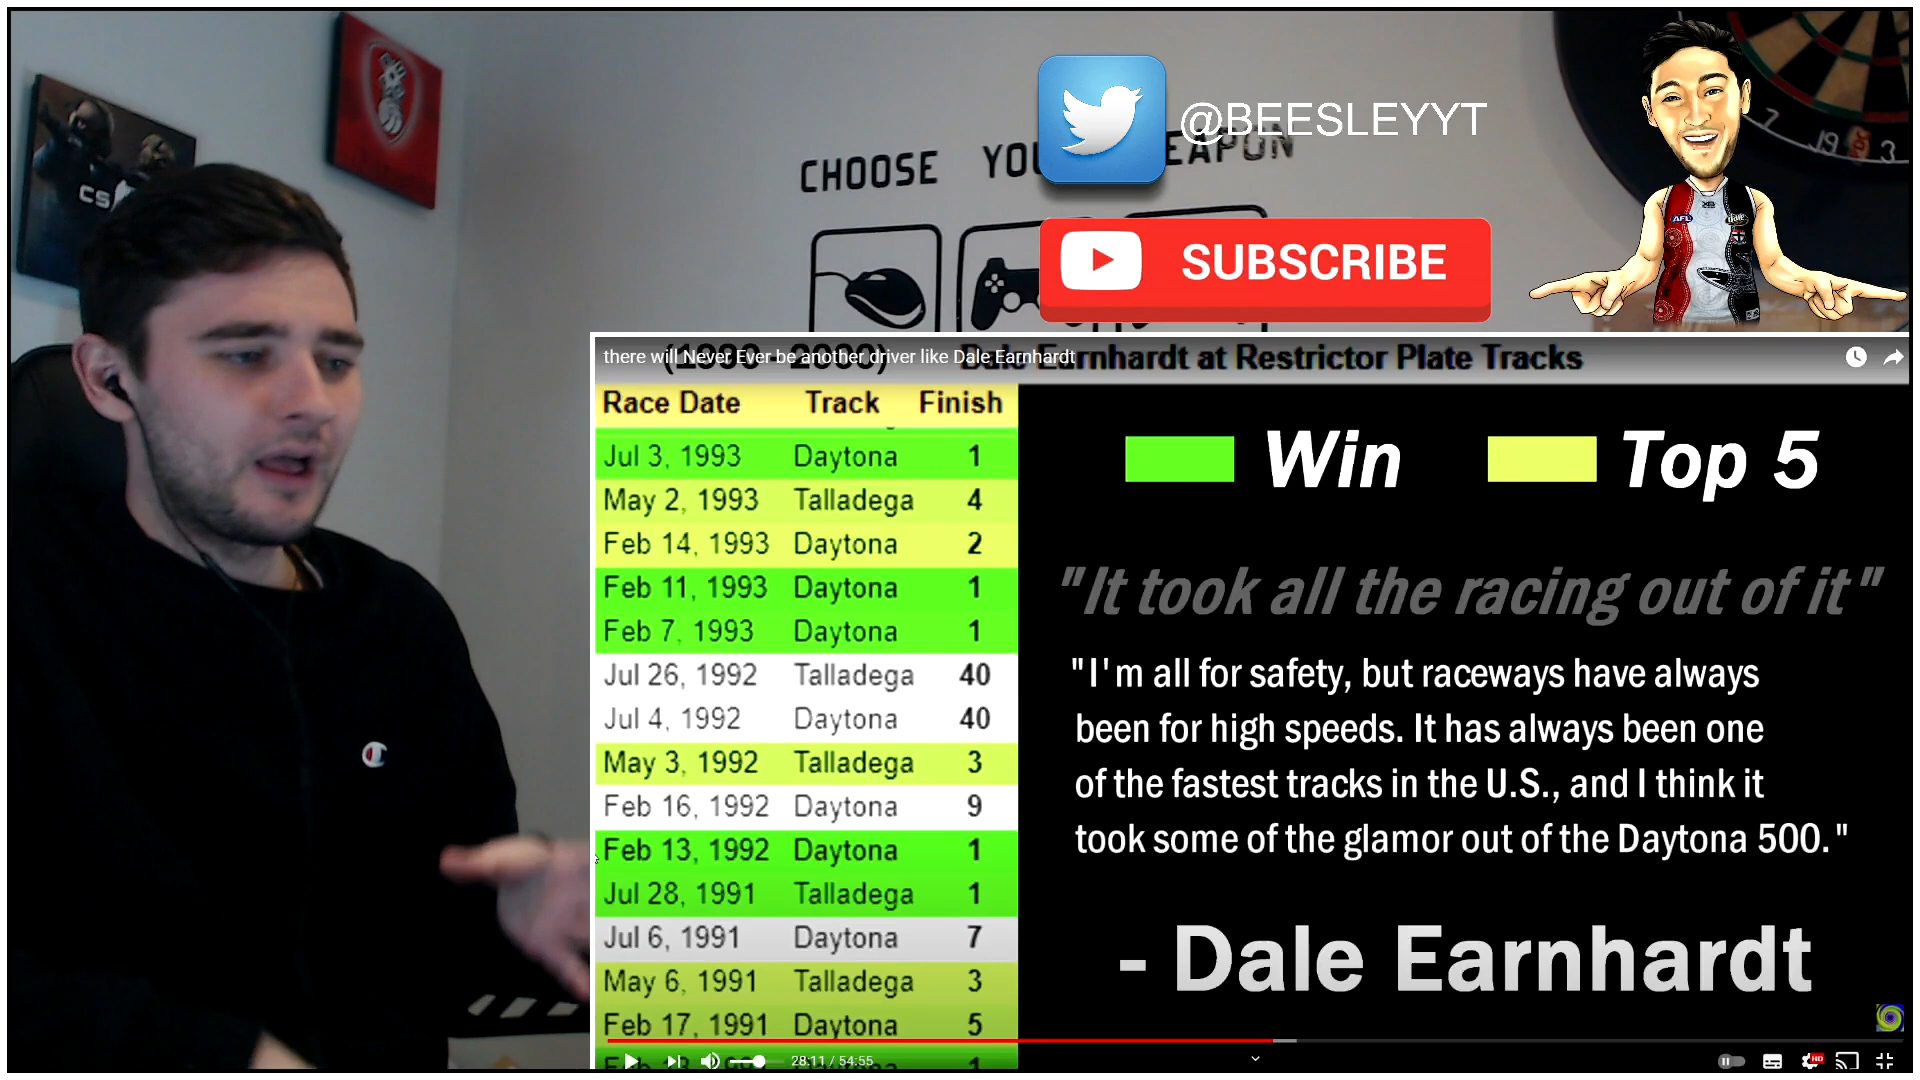 CS
@BEESLEYYT
CHOOSE
EAPON
SUBSCRIBE
7
19
3
AFL
there will Never Ever be another driver like Dale Earnhardt
Earnhardt at Restrictor Plate Tracks
Race Date Track Finish
Jul 3, 1993 Daytona 1
May 2, 1993 Talladega 4
Feb 14, 1993 Daytona 2
Feb 11, 1993 Daytona 1
Feb 7, 1993 Daytona 1
Jul 26, 1992 Talladega 40
Jul 4, 1992 Daytona 40
May 3, 1992 Talladega 3
Feb 16, 1992 Daytona 9
Feb 13, 1992 Daytona 1
Jul 28, 1991 Talladega 1
Jul 6, 1991 Daytona 7
May 6, 1991 Talladega 3
Feb 17, 1991 Daytona 5
Win Top 5
"It took all the racing out of it"
"I'm all for safety, but raceways have always
been for high speeds. It has always been one
of the fastest tracks in the U.S., and I think it
took some of the glamor out of the Daytona 500."
- Dale Earnhardt
28:11 / 54:55
HD